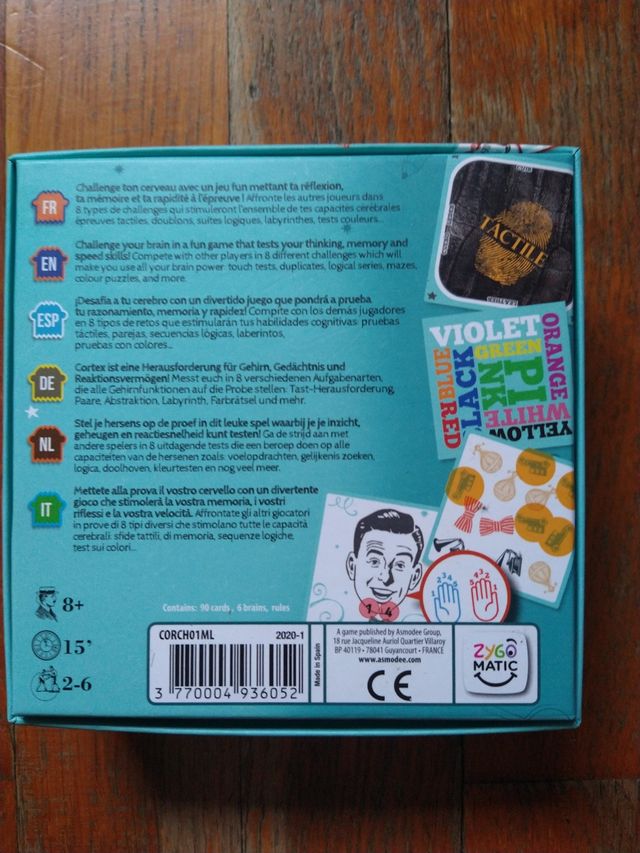 FR
Challenge ton cerveau avec un jeu fun mettant ta réflexion,
ta mémoire et ta rapidité à l'épreuve ! Affronte les autres joueurs dans
8 types de challenges qui stimuleront l'ensemble de tes capacités cérébrales
épreuves tactiles, doublons, suites logiques, labyrinthes, tests couleurs...
EN
Challenge your brain in a fun game that tests your thinking, memory and
speed skills! Compete with other players in 8 different challenges which will
make you use all your brain power: touch tests, duplicates, logical series, mazes,
colour puzzles, and more.
ESP
¡Desafía a tu cerebro con un divertido juego que pondrá a prueba
tu razonamiento, memoria y rapidez! Compite con los demás jugadores
en 8 tipos de retos que estimularán tus habilidades cognitivas: pruebas
táctiles, parejas, secuencias lógicas, laberintos,
pruebas con colores...
DE
Cortex ist eine Herausforderung für Gehirn, Gedächtnis und
Reaktionsvermögen! Messt euch in 8 verschiedenen Aufgabenarten,
die alle Gehirnfunktionen auf die Probe stellen. Tast-Herausforderung,
Paare, Abstraktion, Labyrinth, Farbrätsel und mehr.
NL
Stel je hersens op de proef in dit leuke spel waarbij je je inzicht,
geheugen en reactiesnelheid kunt testen! Ga de strijd aan met
andere spelers in 8 uitdagende tests die een beroep doen op alle
capaciteiten van de hersenen zoals: voelopdrachten, gelijkenis zoeken,
logica, doolhoven, kleurtesten en nog veel meer.
IT
Mettete alla prova il vostro cervello con un divertente
gioco che stimolerà la vostra memoria, i vostri
riflessi e la vostra velocità. Affrontate gli altri giocatori
in prove di 8 tipi diversi che stimolano tutte le capacità
cerebrali: sfide tattili, di memoria, sequenze logiche,
test sui colori...
TACTILE
LEATHER
VIOLET
ORANGE
RED
BLUE
BLACK
GREEN
PINK
WHITE
YELLOW
1 4
1 2 3 4 5
5 4 3 2 1
8+
15'
2-6
Contains: 90 cards, 6 brains, rules
CORCH01ML 2020-1
3 770004 936052
Made in Spain
A game published by Asmodee Group,
18 rue Jacqueline Auriol Quartier Villaroy
BP 40119 • 78041 Guyancourt • FRANCE
www.asmodee.com
CE
ZYGO
MATIC